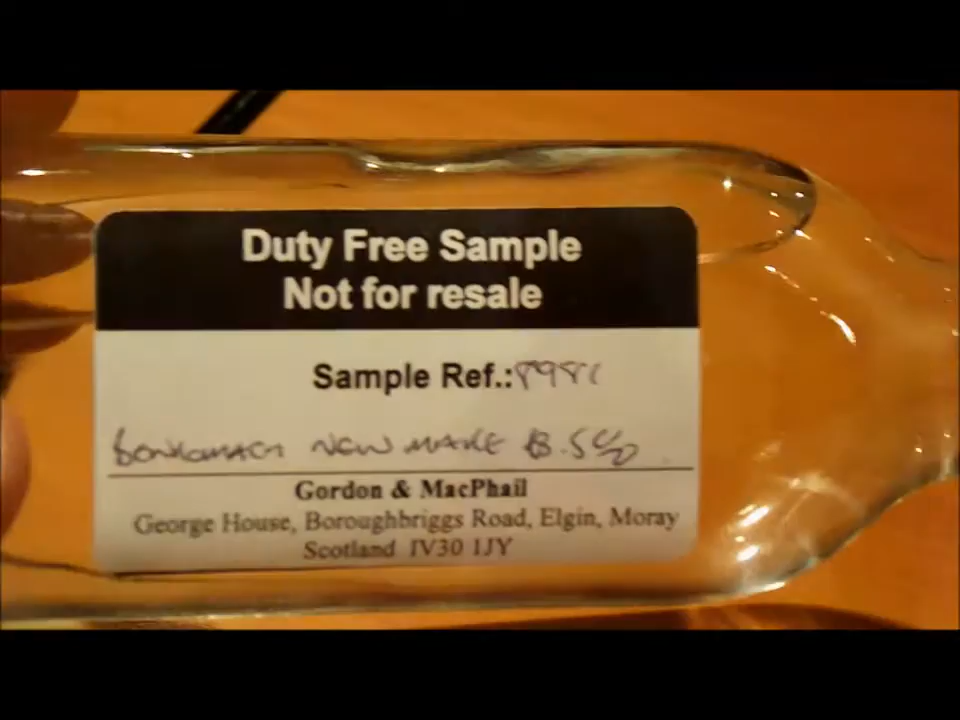 Duty Free Sample
Not for resale
Sample Ref.:
NEW MAKE
Gordon & MacPhail
George House, Boroughbriggs Road, Elgin, Moray
Scotland IV30 1JY